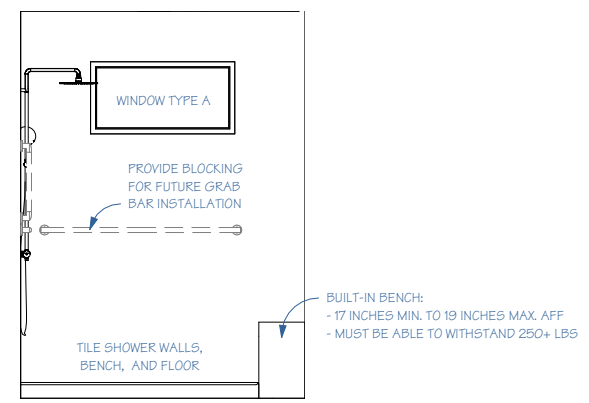 WINDOW TYPE A
PROVIDE BLOCKING
FOR FUTURE GRAB
BAR INSTALLATION
BUILT-IN BENCH:
- 17 INCHES MIN. TO 19 INCHES MAX. AFF
- MUST BE ABLE TO WITHSTAND 250+ LBS
TILE SHOWER WALLS,
BENCH, AND FLOOR